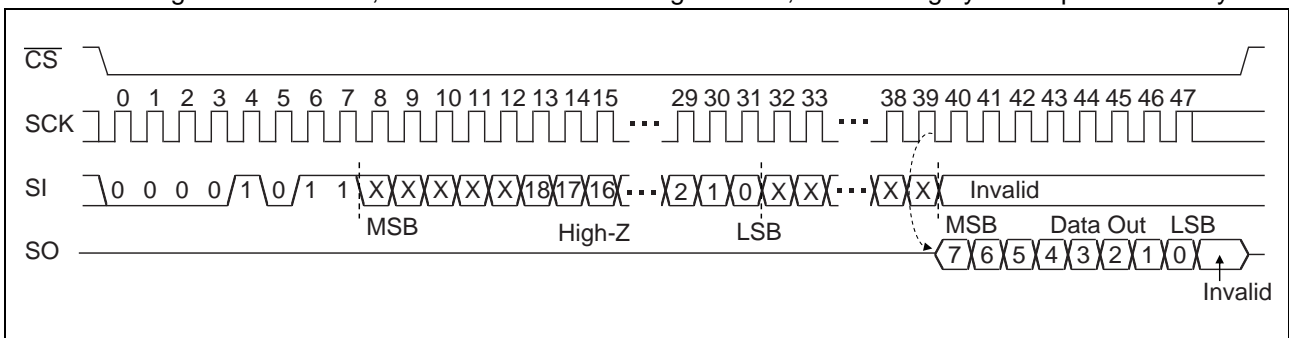 CS
0 1 2 3 4 5 6 7 8 9 10 11 12 13 14 15 29 30 31 32 33 38 39 40 41 42 43 44 45 46 47
SCK
SI 0 0 0 0 1 0 1 1 X X X X X 18 17 16 2 1 0 X X X X Invalid
MSB High-Z LSB MSB Data Out LSB
SO 7 6 5 4 3 2 1 0
Invalid